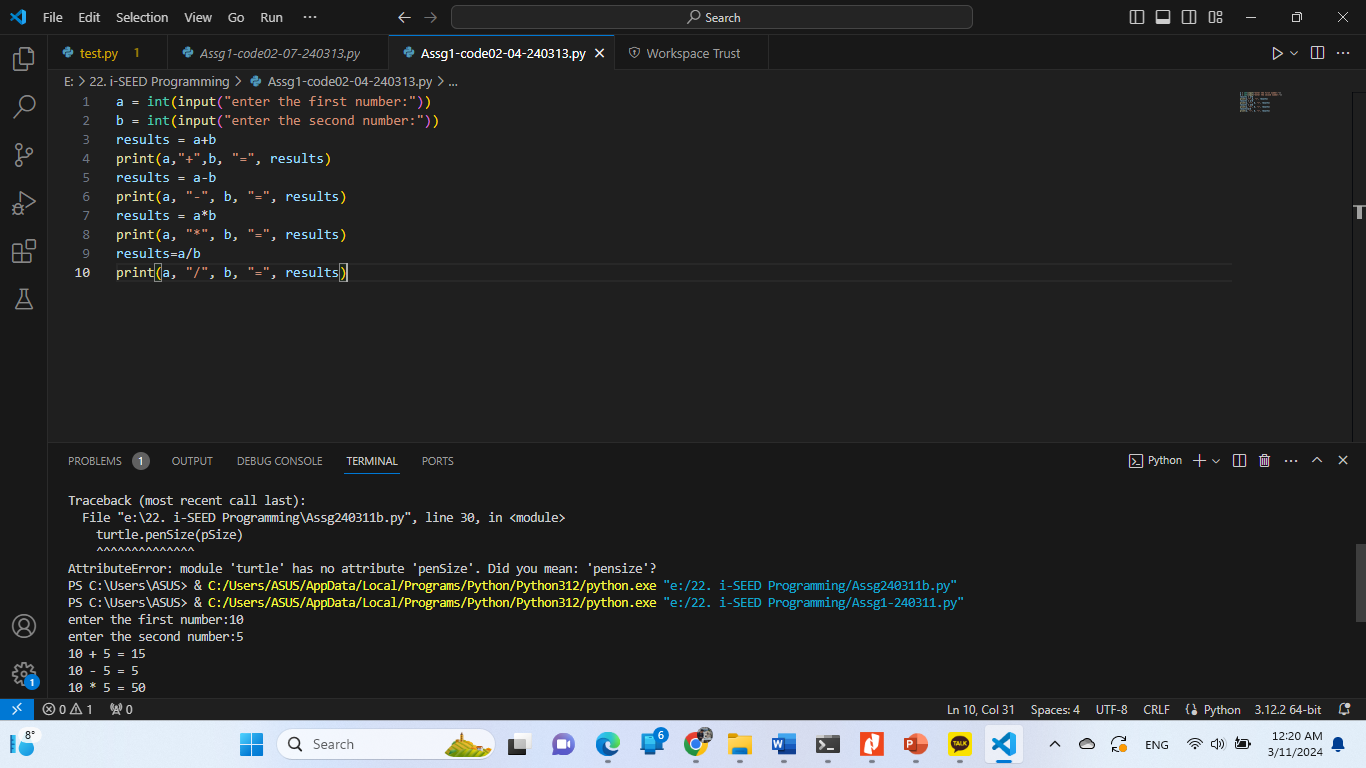 File Edit Selection View Go Run ··· Search
test.py 1 Assg1-code02-07-240313.py Assg1-code02-04-240313.py Workspace Trust
E: > 22. i-SEED Programming > Assg1-code02-04-240313.py > ...
1 a = int(input("enter the first number:"))
2 b = int(input("enter the second number:"))
3 results = a+b
4 print(a,"+",b, "=", results)
5 results = a-b
6 print(a, "-", b, "=", results)
7 results = a*b
8 print(a, "*", b, "=", results)
9 results=a/b
10 print(a, "/", b, "=", results)
PROBLEMS 1 OUTPUT DEBUG CONSOLE TERMINAL PORTS Python
Traceback (most recent call last):
File "e:\22. i-SEED Programming\Assg240311b.py", line 30, in <module>
turtle.penSize(pSize)
^^^^^^^^^^^^^^
AttributeError: module 'turtle' has no attribute 'penSize'. Did you mean: 'pensize'?
PS C:\Users\ASUS> & C:/Users/ASUS/AppData/Local/Programs/Python/Python312/python.exe "e:/22. i-SEED Programming/Assg240311b.py"
PS C:\Users\ASUS> & C:/Users/ASUS/AppData/Local/Programs/Python/Python312/python.exe "e:/22. i-SEED Programming/Assg1-240311.py"
enter the first number:10
enter the second number:5
10 + 5 = 15
10 - 5 = 5
10 * 5 = 50
1
0 1 0 Ln 10, Col 31 Spaces: 4 UTF-8 CRLF Python 3.12.2 64-bit
8° Search 6 TALK ENG 12:20 AM
3/11/2024